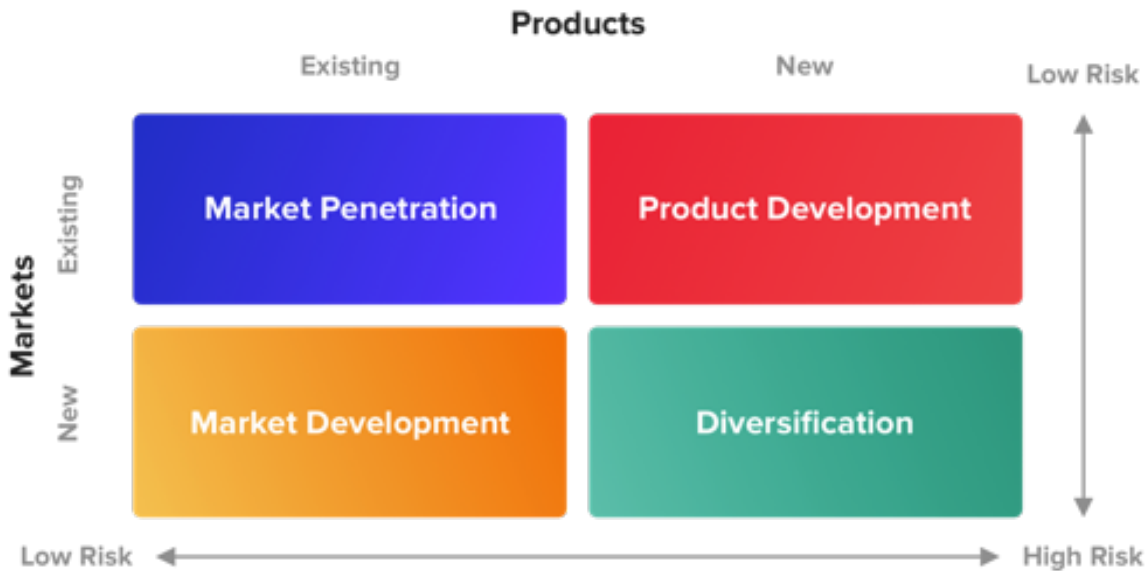 Products
Existing
New
Low Risk
Markets
Existing
Market Penetration
Product Development
New
Market Development
Diversification
Low Risk
High Risk